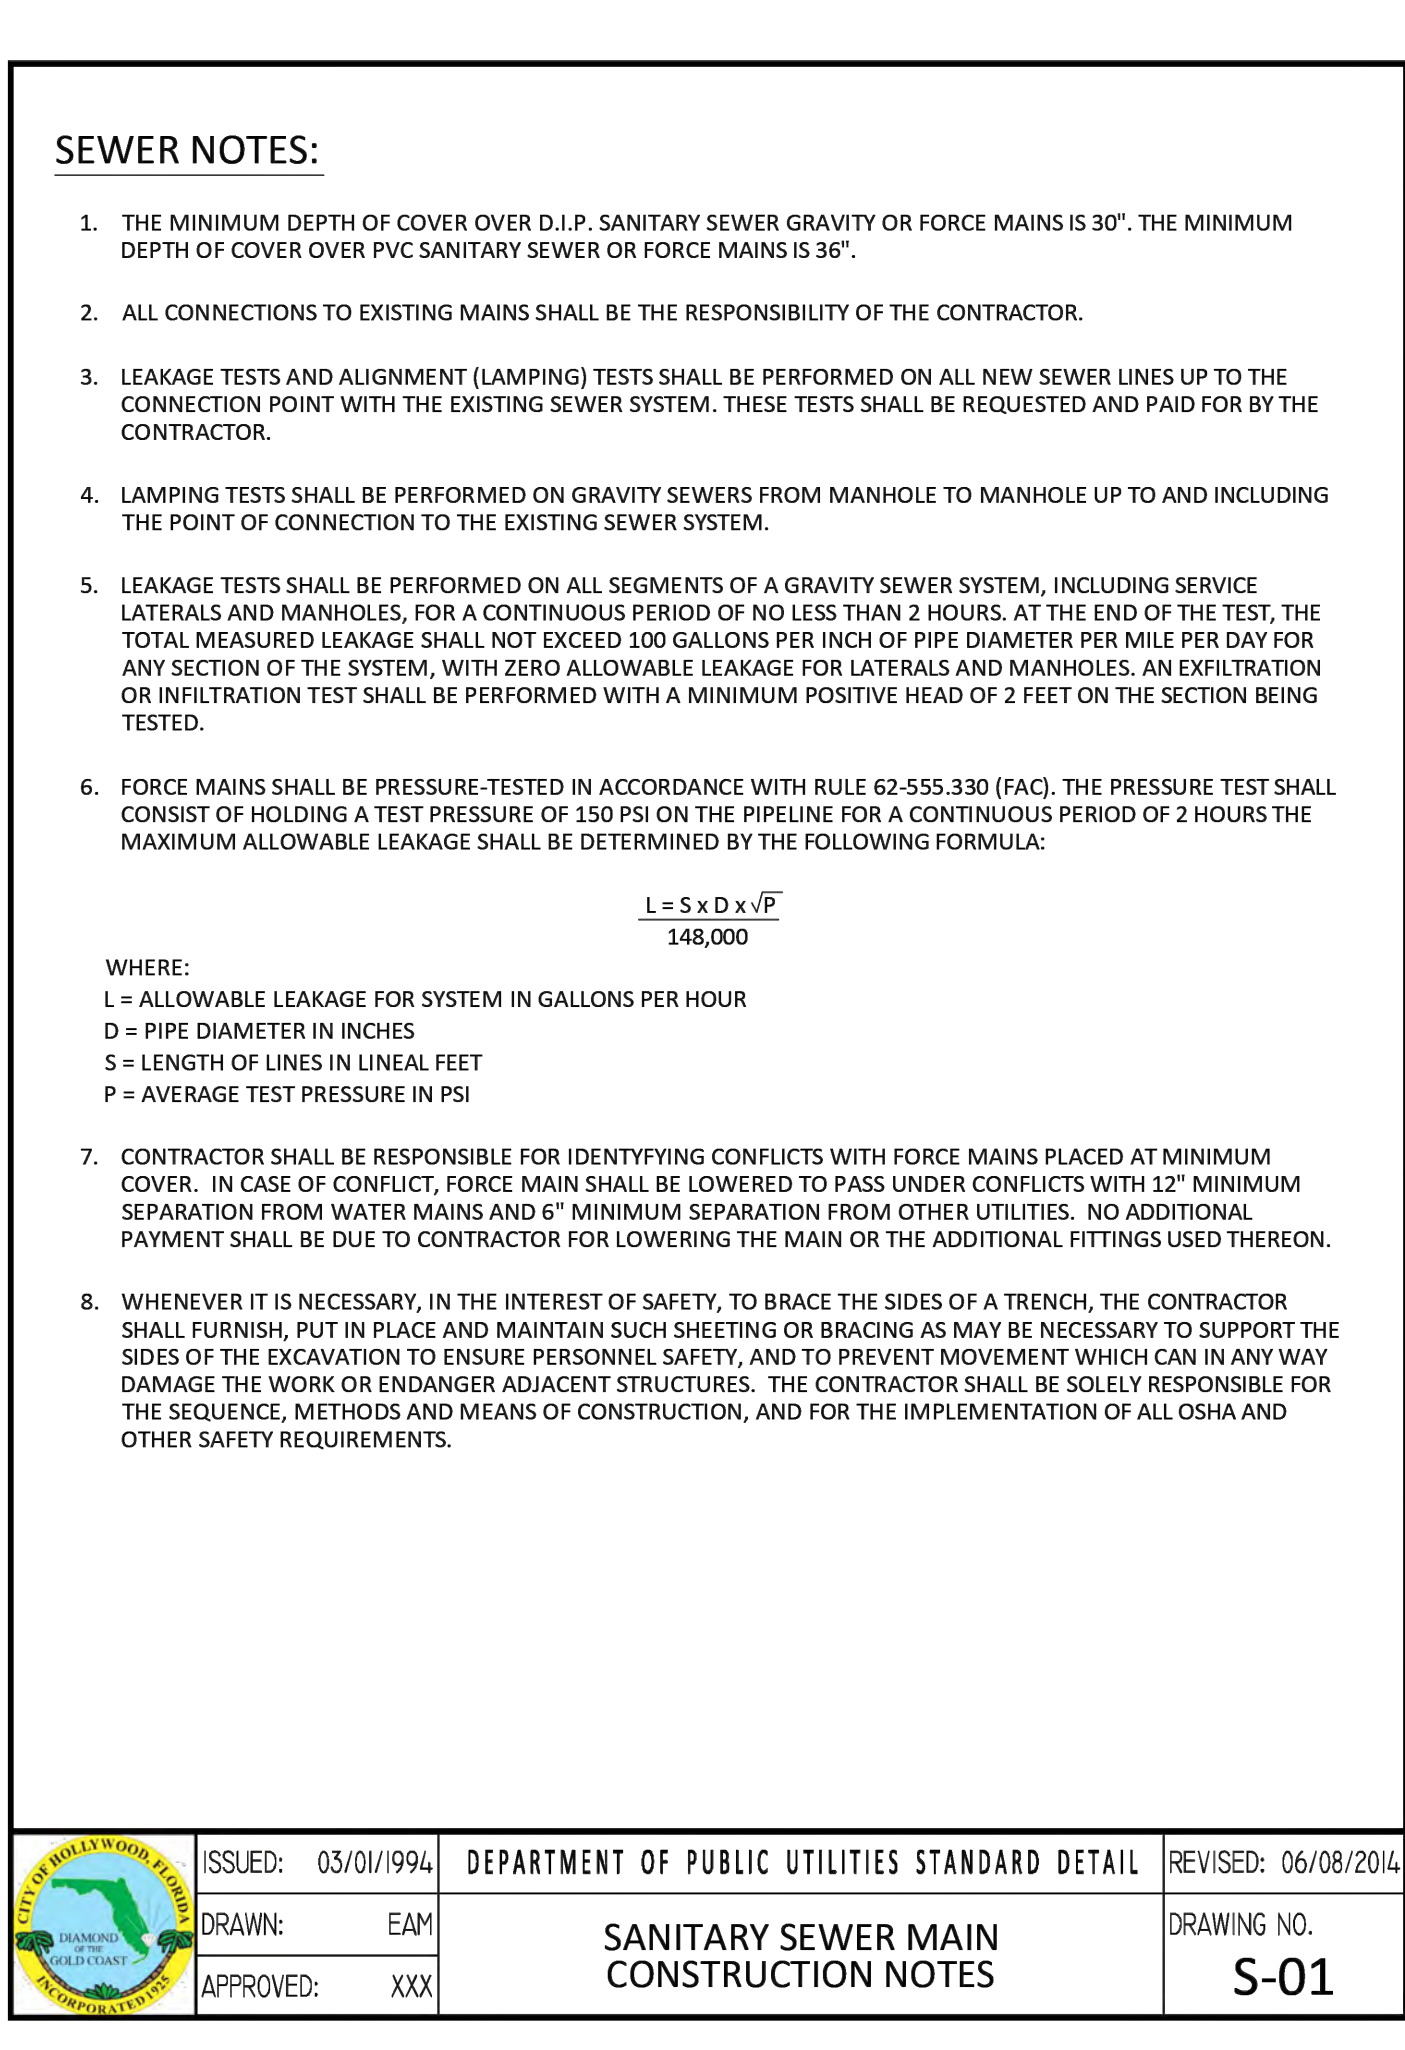 SEWER NOTES:
1. THE MINIMUM DEPTH OF COVER OVER D.I.P. SANITARY SEWER GRAVITY OR FORCE MAINS IS 30". THE MINIMUM
DEPTH OF COVER OVER PVC SANITARY SEWER OR FORCE MAINS IS 36".
2. ALL CONNECTIONS TO EXISTING MAINS SHALL BE THE RESPONSIBILITY OF THE CONTRACTOR.
3. LEAKAGE TESTS AND ALIGNMENT (LAMPING) TESTS SHALL BE PERFORMED ON ALL NEW SEWER LINES UP TO THE
CONNECTION POINT WITH THE EXISTING SEWER SYSTEM. THESE TESTS SHALL BE REQUESTED AND PAID FOR BY THE
CONTRACTOR.
4. LAMPING TESTS SHALL BE PERFORMED ON GRAVITY SEWERS FROM MANHOLE TO MANHOLE UP TO AND INCLUDING
THE POINT OF CONNECTION TO THE EXISTING SEWER SYSTEM.
5. LEAKAGE TESTS SHALL BE PERFORMED ON ALL SEGMENTS OF A GRAVITY SEWER SYSTEM, INCLUDING SERVICE
LATERALS AND MANHOLES, FOR A CONTINUOUS PERIOD OF NO LESS THAN 2 HOURS. AT THE END OF THE TEST, THE
TOTAL MEASURED LEAKAGE SHALL NOT EXCEED 100 GALLONS PER INCH OF PIPE DIAMETER PER MILE PER DAY FOR
ANY SECTION OF THE SYSTEM, WITH ZERO ALLOWABLE LEAKAGE FOR LATERALS AND MANHOLES. AN EXFILTRATION
OR INFILTRATION TEST SHALL BE PERFORMED WITH A MINIMUM POSITIVE HEAD OF 2 FEET ON THE SECTION BEING
TESTED.
6. FORCE MAINS SHALL BE PRESSURE-TESTED IN ACCORDANCE WITH RULE 62-555.330 (FAC). THE PRESSURE TEST SHALL
CONSIST OF HOLDING A TEST PRESSURE OF 150 PSI ON THE PIPELINE FOR A CONTINUOUS PERIOD OF 2 HOURS THE
MAXIMUM ALLOWABLE LEAKAGE SHALL BE DETERMINED BY THE FOLLOWING FORMULA:
L = S x D x √P
148,000
WHERE:
L = ALLOWABLE LEAKAGE FOR SYSTEM IN GALLONS PER HOUR
D = PIPE DIAMETER IN INCHES
S = LENGTH OF LINES IN LINEAL FEET
P = AVERAGE TEST PRESSURE IN PSI
7. CONTRACTOR SHALL BE RESPONSIBLE FOR IDENTYFYING CONFLICTS WITH FORCE MAINS PLACED AT MINIMUM
COVER. IN CASE OF CONFLICT, FORCE MAIN SHALL BE LOWERED TO PASS UNDER CONFLICTS WITH 12" MINIMUM
SEPARATION FROM WATER MAINS AND 6" MINIMUM SEPARATION FROM OTHER UTILITIES. NO ADDITIONAL
PAYMENT SHALL BE DUE TO CONTRACTOR FOR LOWERING THE MAIN OR THE ADDITIONAL FITTINGS USED THEREON.
8. WHENEVER IT IS NECESSARY, IN THE INTEREST OF SAFETY, TO BRACE THE SIDES OF A TRENCH, THE CONTRACTOR
SHALL FURNISH, PUT IN PLACE AND MAINTAIN SUCH SHEETING OR BRACING AS MAY BE NECESSARY TO SUPPORT THE
SIDES OF THE EXCAVATION TO ENSURE PERSONNEL SAFETY, AND TO PREVENT MOVEMENT WHICH CAN IN ANY WAY
DAMAGE THE WORK OR ENDANGER ADJACENT STRUCTURES. THE CONTRACTOR SHALL BE SOLELY RESPONSIBLE FOR
THE SEQUENCE, METHODS AND MEANS OF CONSTRUCTION, AND FOR THE IMPLEMENTATION OF ALL OSHA AND
OTHER SAFETY REQUIREMENTS.
CITY OF HOLLYWOOD, FLORIDA
DIAMOND
OF THE
GOLD COAST
INCORPORATED 1925
ISSUED: 03/01/1994
DRAWN: EAM
APPROVED: XXX
DEPARTMENT OF PUBLIC UTILITIES STANDARD DETAIL
SANITARY SEWER MAIN
CONSTRUCTION NOTES
REVISED: 06/08/2014
DRAWING NO.
S-01